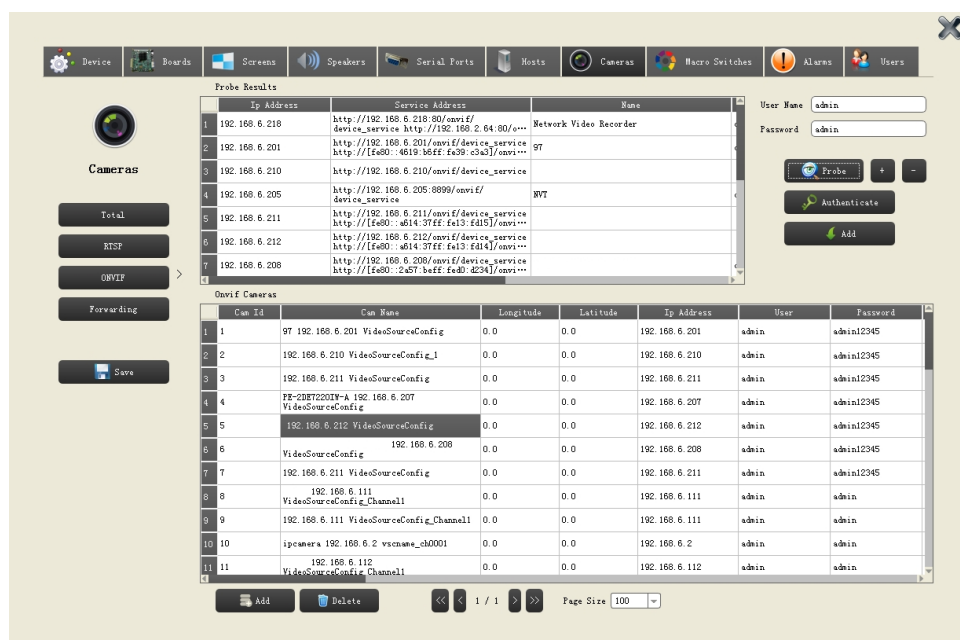 Device Boards Screens Speakers Serial Ports Hosts Cameras Macro Switches Alarms Users
Cameras
Total
RTSP
ONVIF
Forwarding
Save
Probe Results
Ip Address Service Address Name
1 192.168.6.218 http://192.168.6.218:80/onvif/
device_service http://192.168.2.64:80/o... Network Video Recorder
2 192.168.6.201 http://192.168.6.201/onvif/device_service
http://[fe80::4619:b6ff:fe39:c3a3]/onvi... 97
3 192.168.6.210 http://192.168.6.210/onvif/device_service
4 192.168.6.205 http://192.168.6.205:8899/onvif/
device_service NVT
5 192.168.6.211 http://192.168.6.211/onvif/device_service
http://[fe80::a614:37ff:fe13:fd15]/onvi...
6 192.168.6.212 http://192.168.6.212/onvif/device_service
http://[fe80::a614:37ff:fe13:fd14]/onvi...
7 192.168.6.208 http://192.168.6.208/onvif/device_service
http://[fe80::2a57:beff:fed0:d234]/onvi...
User Name admin
Password admin
Probe + -
Authenticate
Add
Onvif Cameras
Cam Id Cam Name Longitude Latitude Ip Address User Password
1 1 97 192.168.6.201 VideoSourceConfig 0.0 0.0 192.168.6.201 admin admin12345
2 2 192.168.6.210 VideoSourceConfig_1 0.0 0.0 192.168.6.210 admin admin12345
3 3 192.168.6.211 VideoSourceConfig 0.0 0.0 192.168.6.211 admin admin12345
4 4 PE-2DE7220IW-A 192.168.6.207
VideoSourceConfig 0.0 0.0 192.168.6.207 admin admin12345
5 5 192.168.6.212 VideoSourceConfig 0.0 0.0 192.168.6.212 admin admin12345
6 6 192.168.6.208
VideoSourceConfig 0.0 0.0 192.168.6.208 admin admin12345
7 7 192.168.6.211 VideoSourceConfig 0.0 0.0 192.168.6.211 admin admin12345
8 8 192.168.6.111
VideoSourceConfig_Channel1 0.0 0.0 192.168.6.111 admin admin
9 9 192.168.6.111 VideoSourceConfig_Channel1 0.0 0.0 192.168.6.111 admin admin
10 10 ipcamera 192.168.6.2 vscname_ch0001 0.0 0.0 192.168.6.2 admin admin
11 11 192.168.6.112
VideoSourceConfig_Channel1 0.0 0.0 192.168.6.112 admin admin
Add Delete << < 1 / 1 > >> Page Size 100